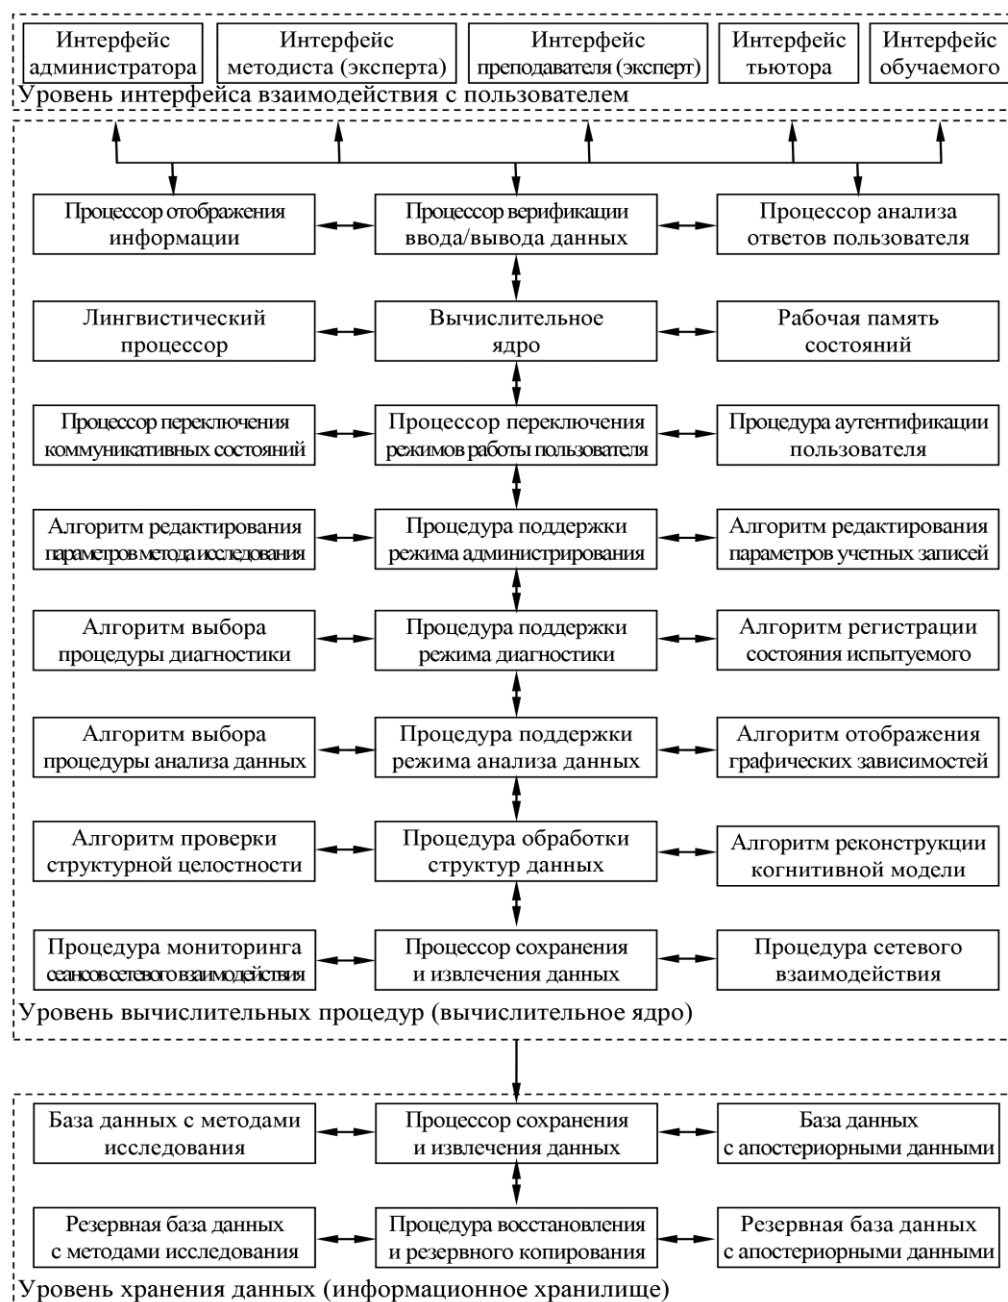 Интерфейс
администратора
Интерфейс
методиста (эксперта)
Интерфейс
преподавателя (эксперт)
Интерфейс
тьютора
Интерфейс
обучаемого
Уровень интерфейса взаимодействия с пользователем
Процессор отображения
информации
Процессор верификации
ввода/вывода данных
Процессор анализа
ответов пользователя
Лингвистический
процессор
Вычислительное
ядро
Рабочая память
состояний
Процессор переключения
коммуникативных состояний
Процессор переключения
режимов работы пользователя
Процедура аутентификации
пользователя
Алгоритм редактирования
параметров метода исследования
Процедура поддержки
режима администрирования
Алгоритм редактирования
параметров учетных записей
Алгоритм выбора
процедуры диагностики
Процедура поддержки
режима диагностики
Алгоритм регистрации
состояния испытуемого
Алгоритм выбора
процедуры анализа данных
Процедура поддержки
режима анализа данных
Алгоритм отображения
графических зависимостей
Алгоритм проверки
структурной целостности
Процедура обработки
структур данных
Алгоритм реконструкции
когнитивной модели
Процедура мониторинга
сеансов сетевого взаимодействия
Процессор сохранения
и извлечения данных
Процедура сетевого
взаимодействия
Уровень вычислительных процедур (вычислительное ядро)
База данных с методами
исследования
Процессор сохранения
и извлечения данных
База данных
с апостериорными данными
Резервная база данных
с методами исследования
Процедура восстановления
и резервного копирования
Резервная база данных
с апостериорными данными
Уровень хранения данных (информационное хранилище)